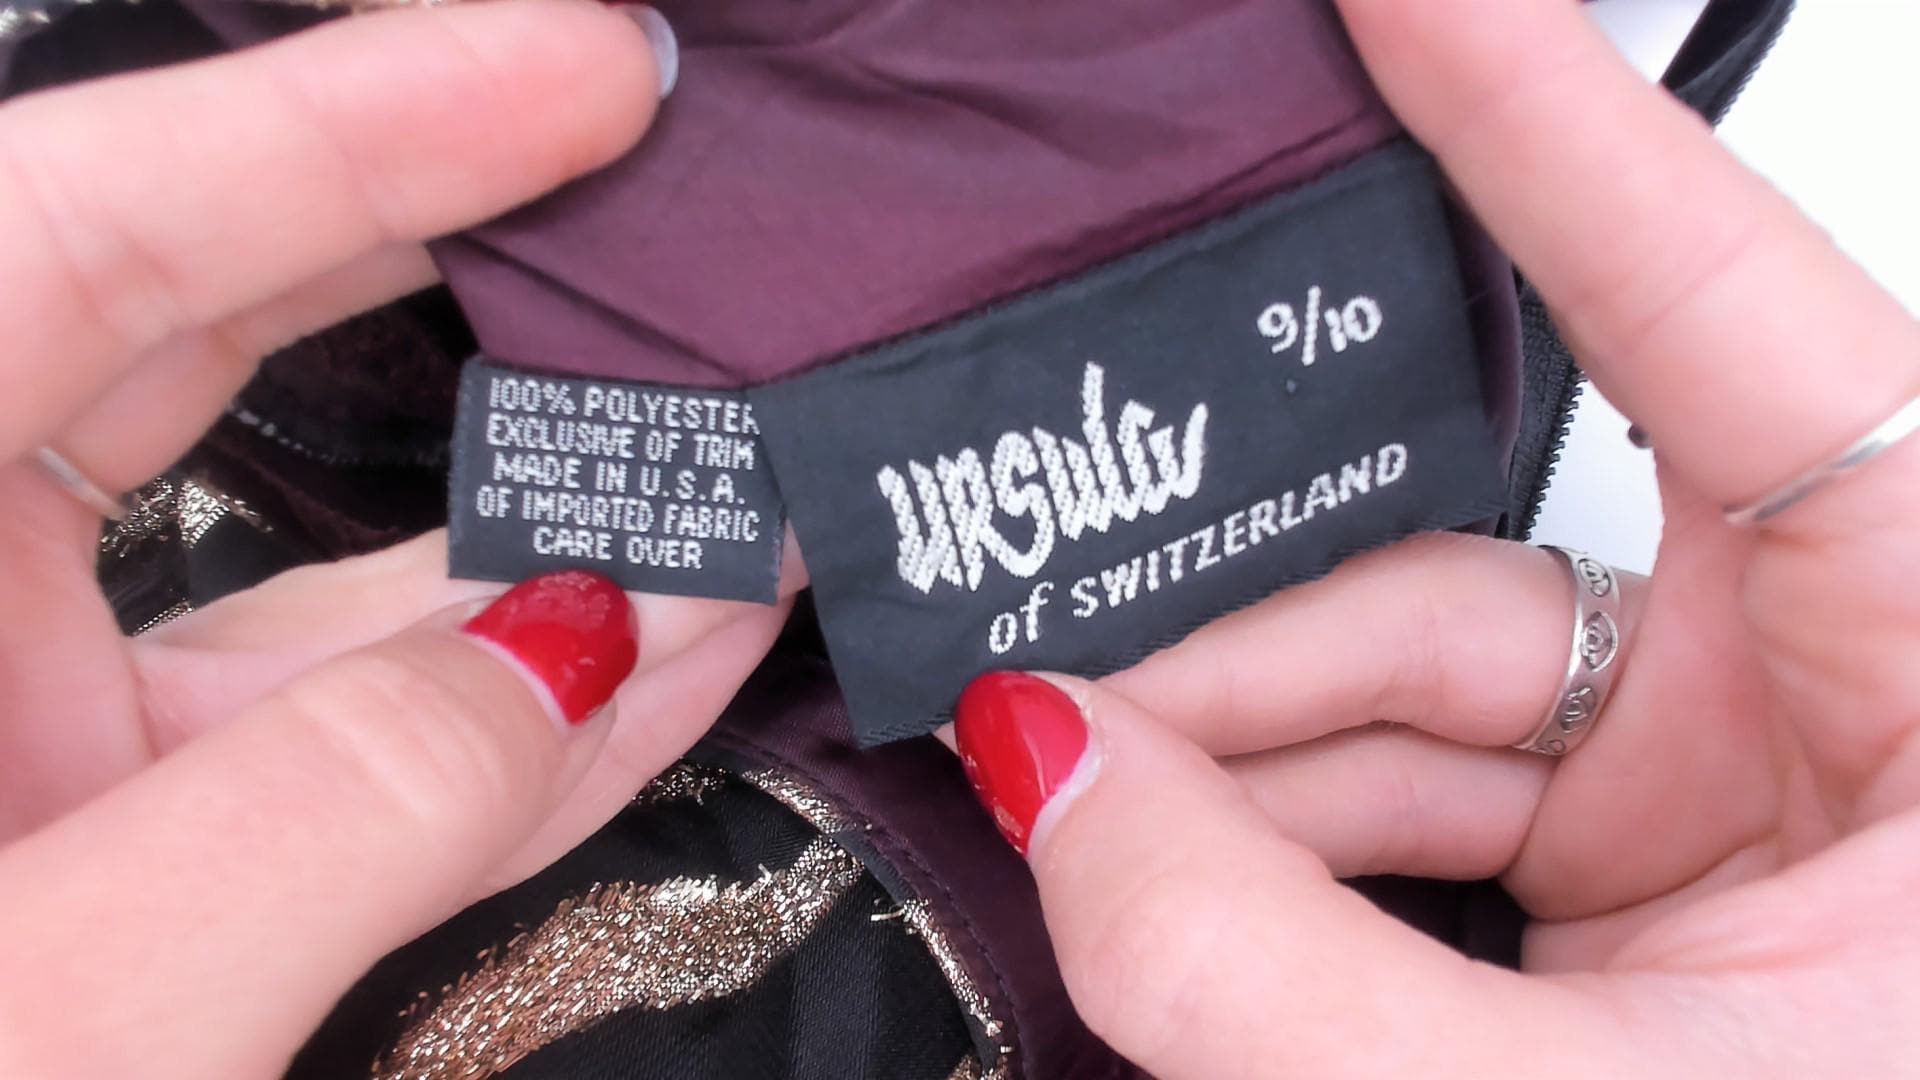 100% POLYESTER
EXCLUSIVE OF TRIM
MADE IN U.S.A.
OF IMPORTED FABRIC
CARE OVER
9/10
ursula
of SWITZERLAND